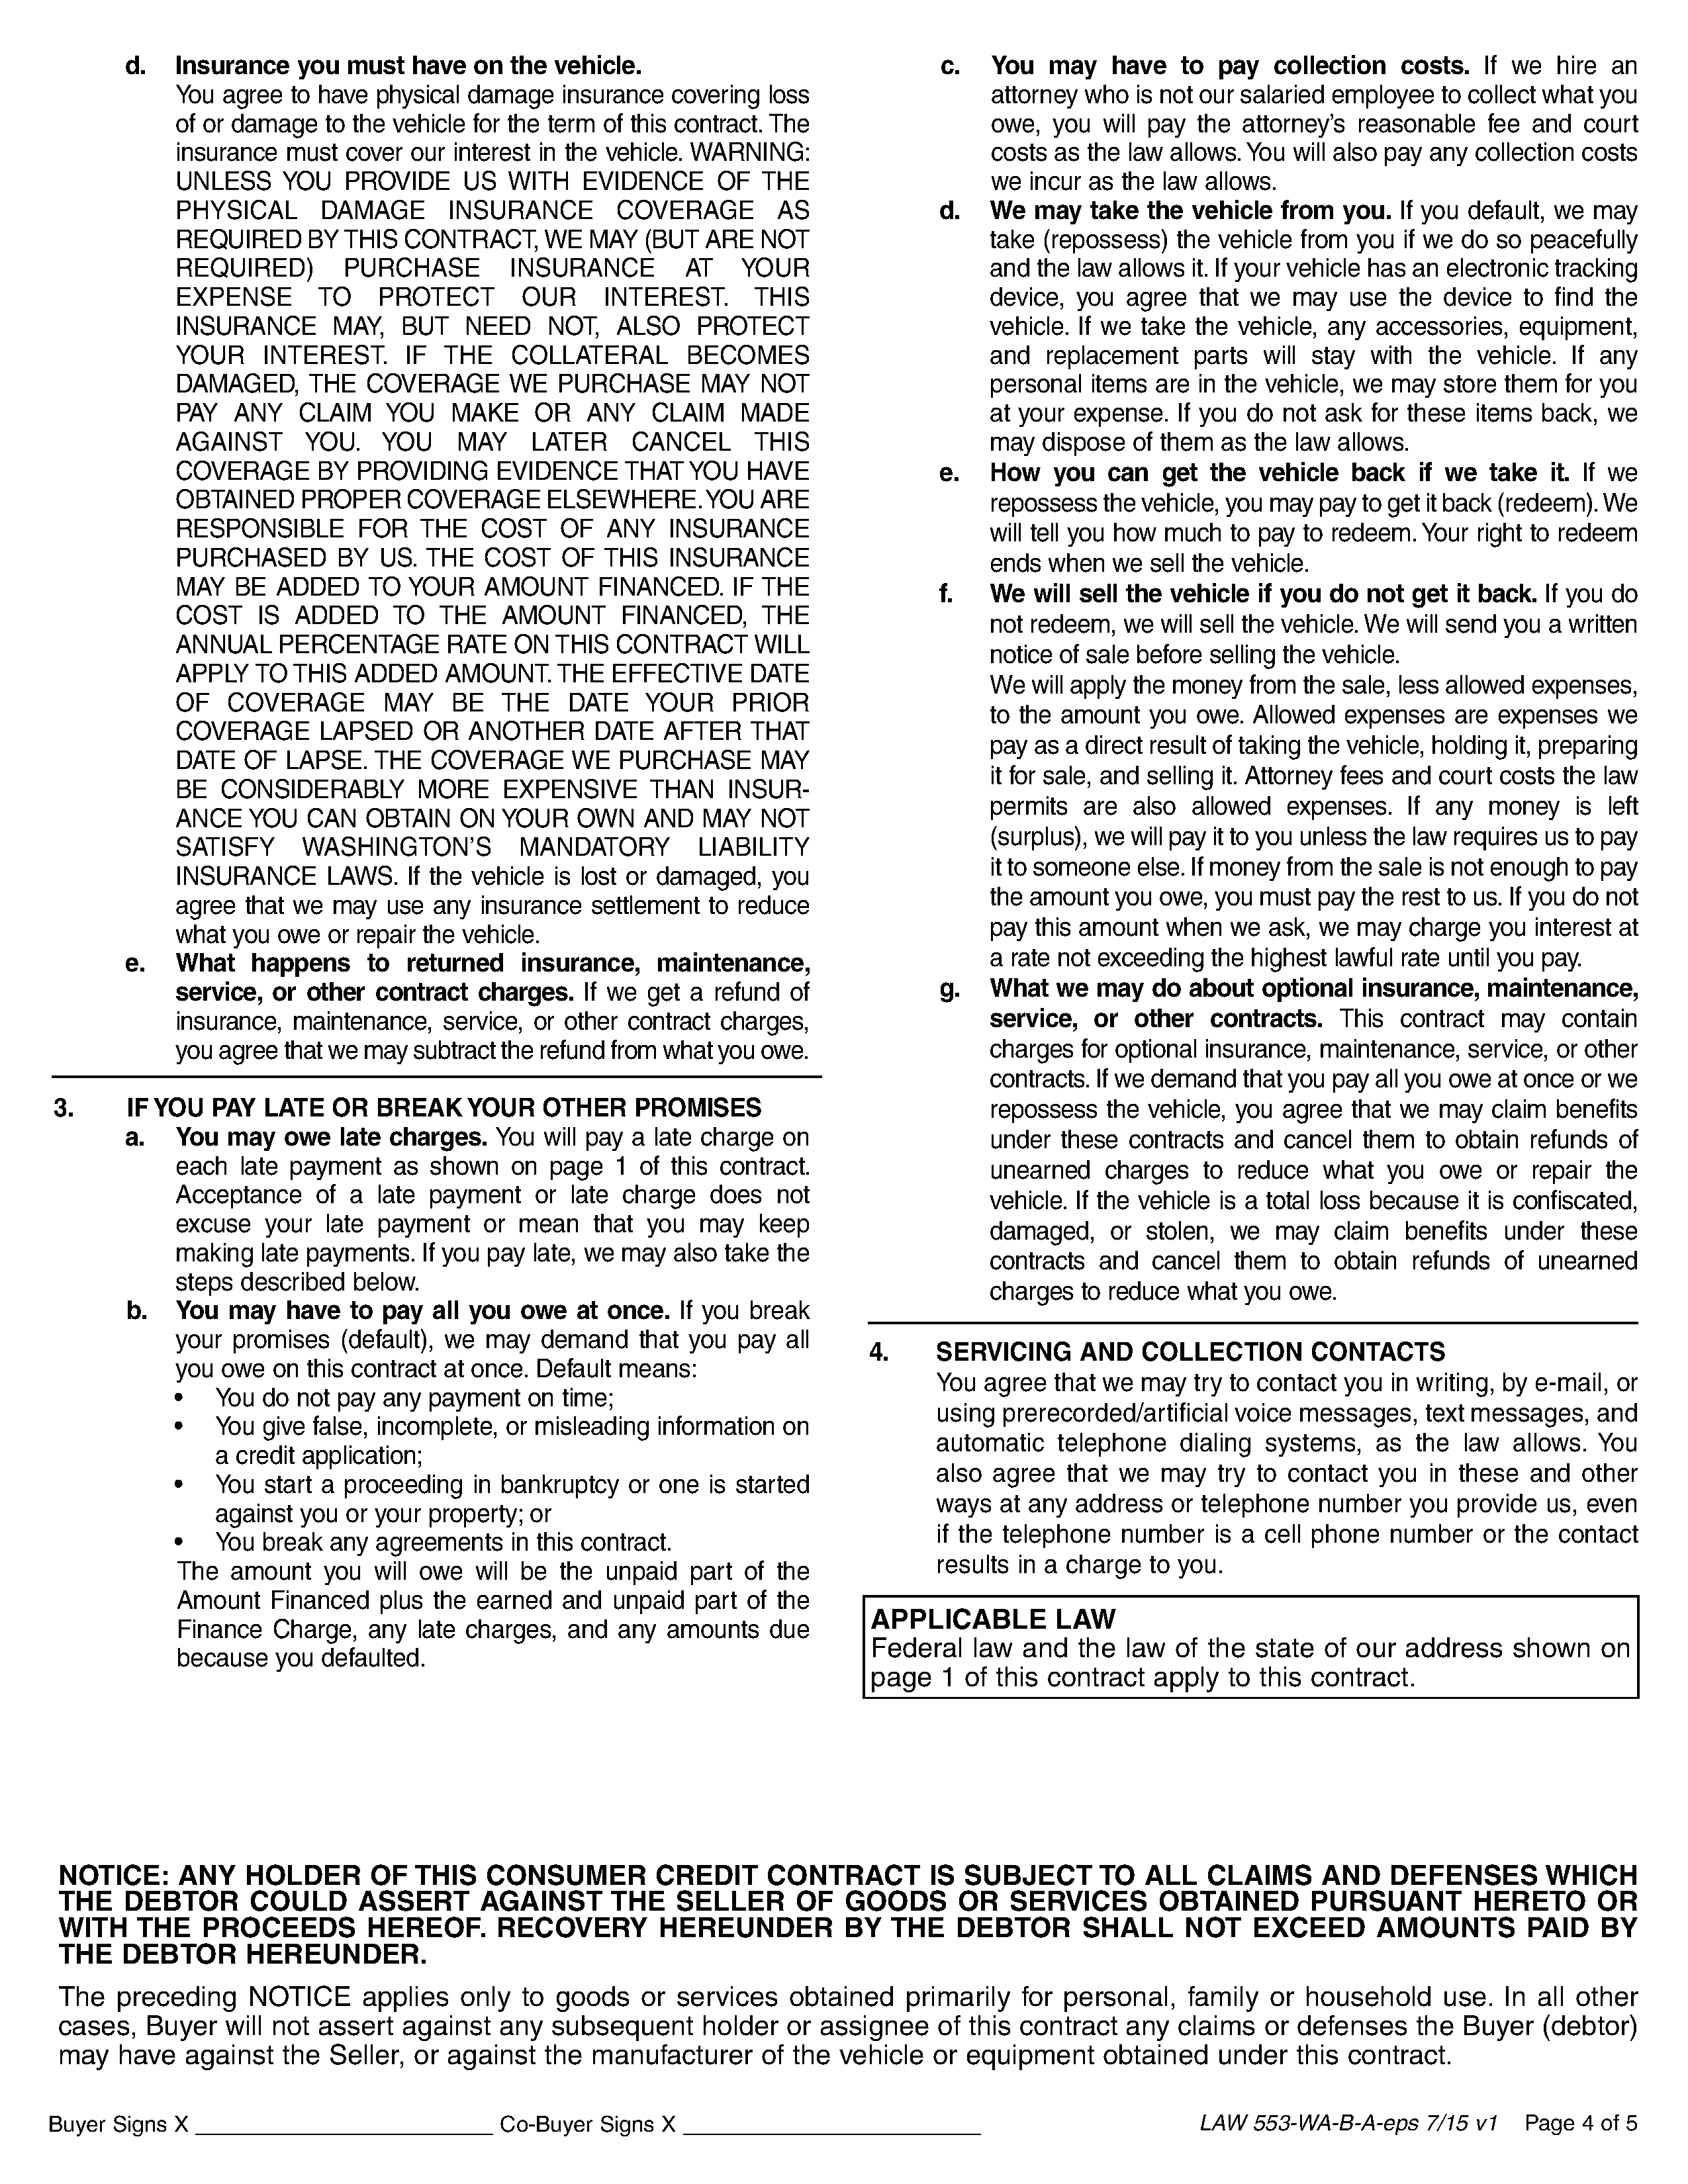 d. Insurance you must have on the vehicle.
You agree to have physical damage insurance covering loss
of or damage to the vehicle for the term of this contract. The
insurance must cover our interest in the vehicle. WARNING:
UNLESS YOU PROVIDE US WITH EVIDENCE OF THE
PHYSICAL DAMAGE INSURANCE COVERAGE AS
REQUIRED BY THIS CONTRACT, WE MAY (BUT ARE NOT
REQUIRED) PURCHASE INSURANCE AT YOUR
EXPENSE TO PROTECT OUR INTEREST. THIS
INSURANCE MAY, BUT NEED NOT, ALSO PROTECT
YOUR INTEREST. IF THE COLLATERAL BECOMES
DAMAGED, THE COVERAGE WE PURCHASE MAY NOT
PAY ANY CLAIM YOU MAKE OR ANY CLAIM MADE
AGAINST YOU. YOU MAY LATER CANCEL THIS
COVERAGE BY PROVIDING EVIDENCE THAT YOU HAVE
OBTAINED PROPER COVERAGE ELSEWHERE. YOU ARE
RESPONSIBLE FOR THE COST OF ANY INSURANCE
PURCHASED BY US. THE COST OF THIS INSURANCE
MAY BE ADDED TO YOUR AMOUNT FINANCED. IF THE
COST IS ADDED TO THE AMOUNT FINANCED, THE
ANNUAL PERCENTAGE RATE ON THIS CONTRACT WILL
APPLY TO THIS ADDED AMOUNT. THE EFFECTIVE DATE
OF COVERAGE MAY BE THE DATE YOUR PRIOR
COVERAGE LAPSED OR ANOTHER DATE AFTER THAT
DATE OF LAPSE. THE COVERAGE WE PURCHASE MAY
BE CONSIDERABLY MORE EXPENSIVE THAN INSUR-
ANCE YOU CAN OBTAIN ON YOUR OWN AND MAY NOT
SATISFY WASHINGTON'S MANDATORY LIABILITY
INSURANCE LAWS. If the vehicle is lost or damaged, you
agree that we may use any insurance settlement to reduce
what you owe or repair the vehicle.
e. What happens to returned insurance, maintenance,
service, or other contract charges. If we get a refund of
insurance, maintenance, service, or other contract charges,
you agree that we may subtract the refund from what you owe.
3. IF YOU PAY LATE OR BREAK YOUR OTHER PROMISES
a. You may owe late charges. You will pay a late charge on
each late payment as shown on page 1 of this contract.
Acceptance of a late payment or late charge does not
excuse your late payment or mean that you may keep
making late payments. If you pay late, we may also take the
steps described below.
b. You may have to pay all you owe at once. If you break
your promises (default), we may demand that you pay all
you owe on this contract at once. Default means:
• You do not pay any payment on time;
• You give false, incomplete, or misleading information on
a credit application;
• You start a proceeding in bankruptcy or one is started
against you or your property; or
• You break any agreements in this contract.
The amount you will owe will be the unpaid part of the
Amount Financed plus the earned and unpaid part of the
Finance Charge, any late charges, and any amounts due
because you defaulted.
c. You may have to pay collection costs. If we hire an
attorney who is not our salaried employee to collect what you
owe, you will pay the attorney's reasonable fee and court
costs as the law allows. You will also pay any collection costs
we incur as the law allows.
d. We may take the vehicle from you. If you default, we may
take (repossess) the vehicle from you if we do so peacefully
and the law allows it. If your vehicle has an electronic tracking
device, you agree that we may use the device to find the
vehicle. If we take the vehicle, any accessories, equipment,
and replacement parts will stay with the vehicle. If any
personal items are in the vehicle, we may store them for you
at your expense. If you do not ask for these items back, we
may dispose of them as the law allows.
e. How you can get the vehicle back if we take it. If we
repossess the vehicle, you may pay to get it back (redeem). We
will tell you how much to pay to redeem. Your right to redeem
ends when we sell the vehicle.
f. We will sell the vehicle if you do not get it back. If you do
not redeem, we will sell the vehicle. We will send you a written
notice of sale before selling the vehicle.
We will apply the money from the sale, less allowed expenses,
to the amount you owe. Allowed expenses are expenses we
pay as a direct result of taking the vehicle, holding it, preparing
it for sale, and selling it. Attorney fees and court costs the law
permits are also allowed expenses. If any money is left
(surplus), we will pay it to you unless the law requires us to pay
it to someone else. If money from the sale is not enough to pay
the amount you owe, you must pay the rest to us. If you do not
pay this amount when we ask, we may charge you interest at
a rate not exceeding the highest lawful rate until you pay.
g. What we may do about optional insurance, maintenance,
service, or other contracts. This contract may contain
charges for optional insurance, maintenance, service, or other
contracts. If we demand that you pay all you owe at once or we
repossess the vehicle, you agree that we may claim benefits
under these contracts and cancel them to obtain refunds of
unearned charges to reduce what you owe or repair the
vehicle. If the vehicle is a total loss because it is confiscated,
damaged, or stolen, we may claim benefits under these
contracts and cancel them to obtain refunds of unearned
charges to reduce what you owe.
4. SERVICING AND COLLECTION CONTACTS
You agree that we may try to contact you in writing, by e-mail, or
using prerecorded/artificial voice messages, text messages, and
automatic telephone dialing systems, as the law allows. You
also agree that we may try to contact you in these and other
ways at any address or telephone number you provide us, even
if the telephone number is a cell phone number or the contact
results in a charge to you.
APPLICABLE LAW
Federal law and the law of the state of our address shown on
page 1 of this contract apply to this contract.
NOTICE: ANY HOLDER OF THIS CONSUMER CREDIT CONTRACT IS SUBJECT TO ALL CLAIMS AND DEFENSES WHICH
THE DEBTOR COULD ASSERT AGAINST THE SELLER OF GOODS OR SERVICES OBTAINED PURSUANT HERETO OR
WITH THE PROCEEDS HEREOF. RECOVERY HEREUNDER BY THE DEBTOR SHALL NOT EXCEED AMOUNTS PAID BY
THE DEBTOR HEREUNDER.
The preceding NOTICE applies only to goods or services obtained primarily for personal, family or household use. In all other
cases, Buyer will not assert against any subsequent holder or assignee of this contract any claims or defenses the Buyer (debtor)
may have against the Seller, or against the manufacturer of the vehicle or equipment obtained under this contract.
Buyer Signs X ______________________ Co-Buyer Signs X ______________________ LAW 553-WA-B-A-eps 7/15 v1 Page 4 of 5